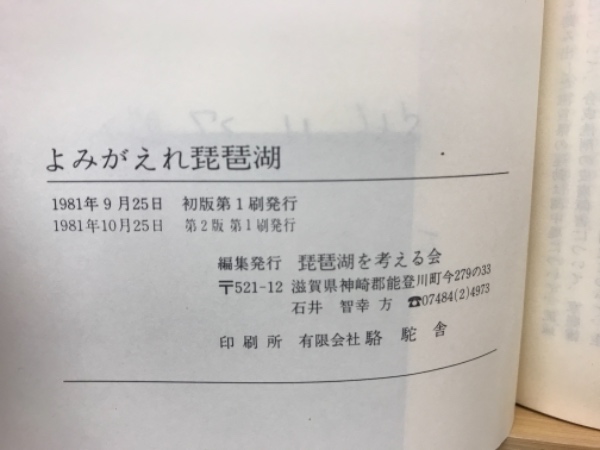 よみがえれ琵琶湖
1981年9月25日 初版第1刷発行
1981年10月25日 第2版第1刷発行
編集発行 琵琶湖を考える会
〒521-12 滋賀県神崎郡能登川町今279の33
石井 智幸 方 ☎07484(2)4973
印刷所 有限会社駱駝舎